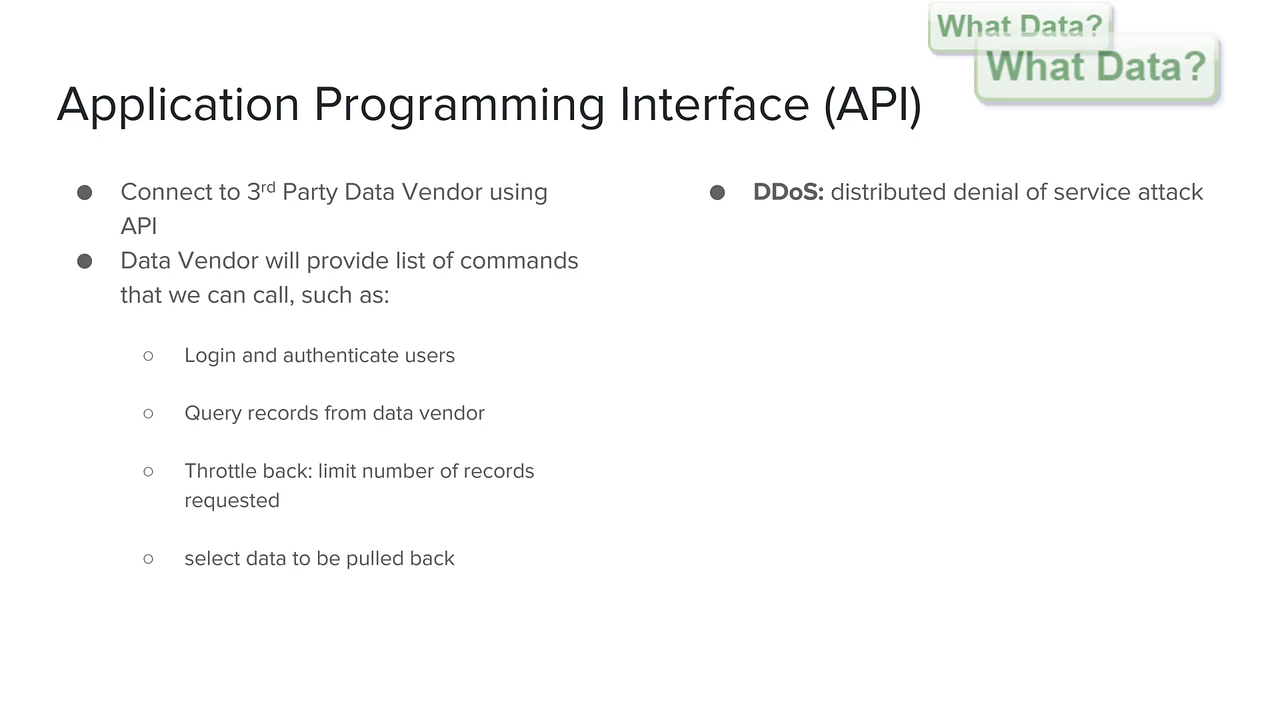 What Data?
What Data?
Application Programming Interface (API)
● Connect to 3rd Party Data Vendor using
API
● Data Vendor will provide list of commands
that we can call, such as:
○ Login and authenticate users
○ Query records from data vendor
○ Throttle back: limit number of records
requested
○ select data to be pulled back
● DDoS: distributed denial of service attack